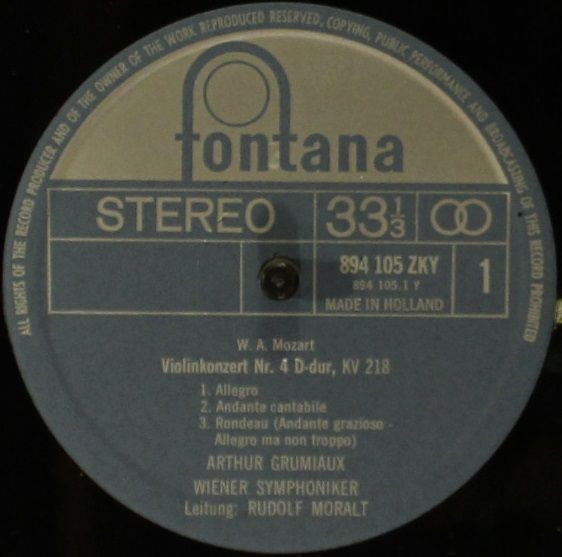 ALL RIGHTS OF THE RECORD PRODUCER AND OF THE OWNER OF THE WORK REPRODUCED RESERVED, COPYING, PUBLIC PERFORMANCE AND BROADCASTING OF THIS RECORD PROHIBITED
fontana
STEREO 33 1/3
894 105 ZKY 1
894 105.1 Y
MADE IN HOLLAND
W. A. Mozart
Violinkonzert Nr. 4 D-dur, KV 218
1. Allegro
2. Andante cantabile
3. Rondeau (Andante grazioso -
Allegro ma non troppo)
ARTHUR GRUMIAUX
WIENER SYMPHONIKER
Leitung: RUDOLF MORALT